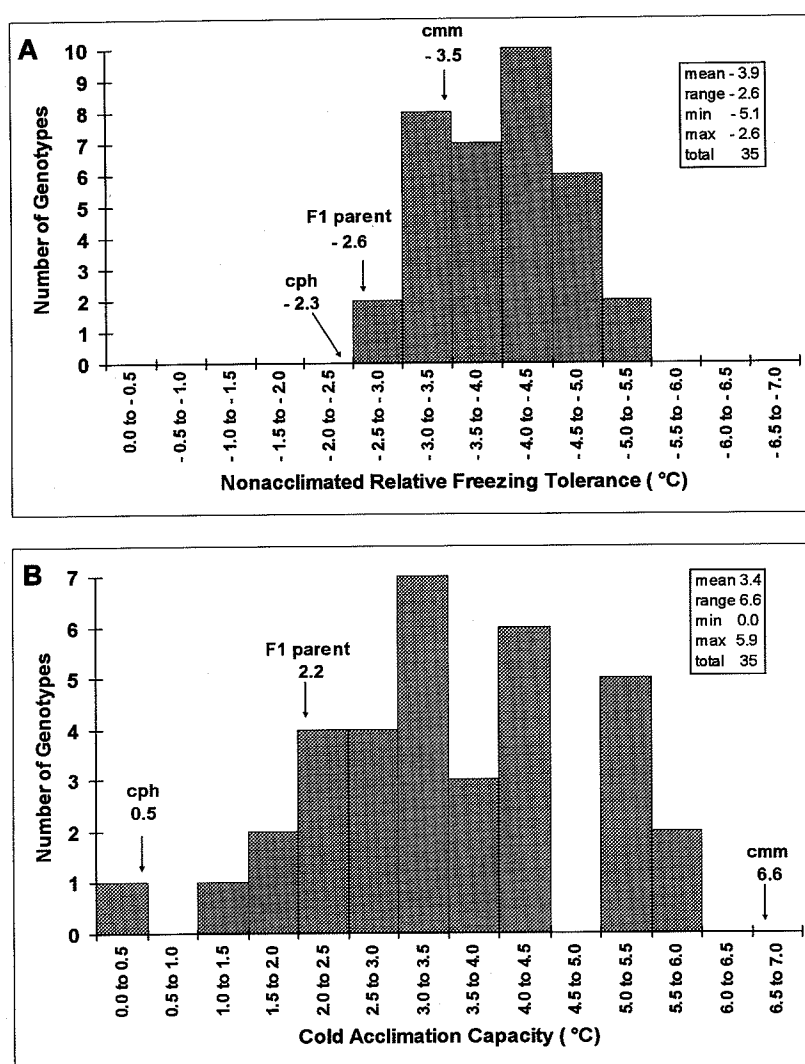 A
cmm
- 3.5
mean - 3.9
range - 2.6
min - 5.1
max - 2.6
total 35
F1 parent
- 2.6
cph
- 2.3
Number of Genotypes
10
9
8
7
6
5
4
3
2
1
0
0.0 to - 0.5
- 0.5 to - 1.0
- 1.0 to - 1.5
- 1.5 to - 2.0
- 2.0 to - 2.5
- 2.5 to - 3.0
- 3.0 to - 3.5
- 3.5 to - 4.0
- 4.0 to - 4.5
- 4.5 to - 5.0
- 5.0 to - 5.5
- 5.5 to - 6.0
- 6.0 to - 6.5
- 6.5 to - 7.0
Nonacclimated Relative Freezing Tolerance ( °C)
B
mean 3.4
range 6.6
min 0.0
max 5.9
total 35
F1 parent
2.2
cph
0.5
cmm
6.6
Number of Genotypes
7
6
5
4
3
2
1
0
0.0 to 0.5
0.5 to 1.0
1.0 to 1.5
1.5 to 2.0
2.0 to 2.5
2.5 to 3.0
3.0 to 3.5
3.5 to 4.0
4.0 to 4.5
4.5 to 5.0
5.0 to 5.5
5.5 to 6.0
6.0 to 6.5
6.5 to 7.0
Cold Acclimation Capacity ( °C)